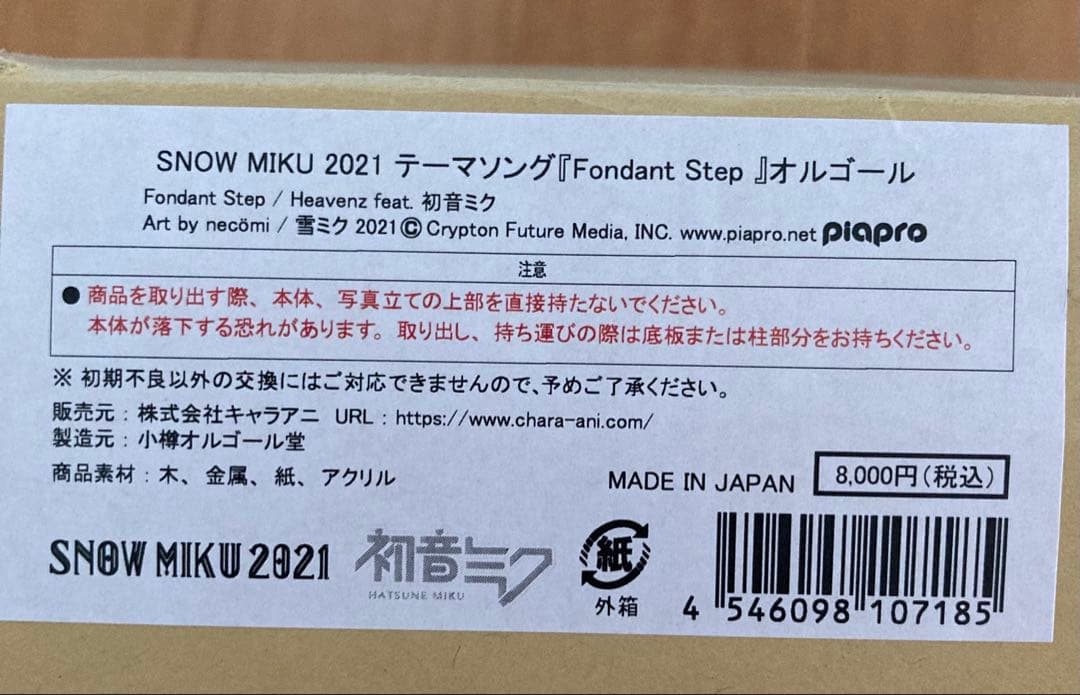 SNOW MIKU 2021 テーマソング『Fondant Step 』オルゴール
Fondant Step / Heavenz feat. 初音ミク
Art by necömi / 雪ミク 2021 © Crypton Future Media, INC. www.piapro.net piapro
注意
● 商品を取り出す際、本体、写真立ての上部を直接持たないでください。
本体が落下する恐れがあります。取り出し、持ち運びの際は底板または柱部分をお持ちください。
※ 初期不良以外の交換にはご対応できませんので、予めご了承ください。
販売元 : 株式会社キャラアニ URL : https://www.chara-ani.com/
製造元 : 小樽オルゴール堂
商品素材 : 木、金属、紙、アクリル
MADE IN JAPAN 8,000円(税込)
SNOW MIKU 2021 初音ミク 紙
HATSUNE MIKU
外箱
4 546098 107185